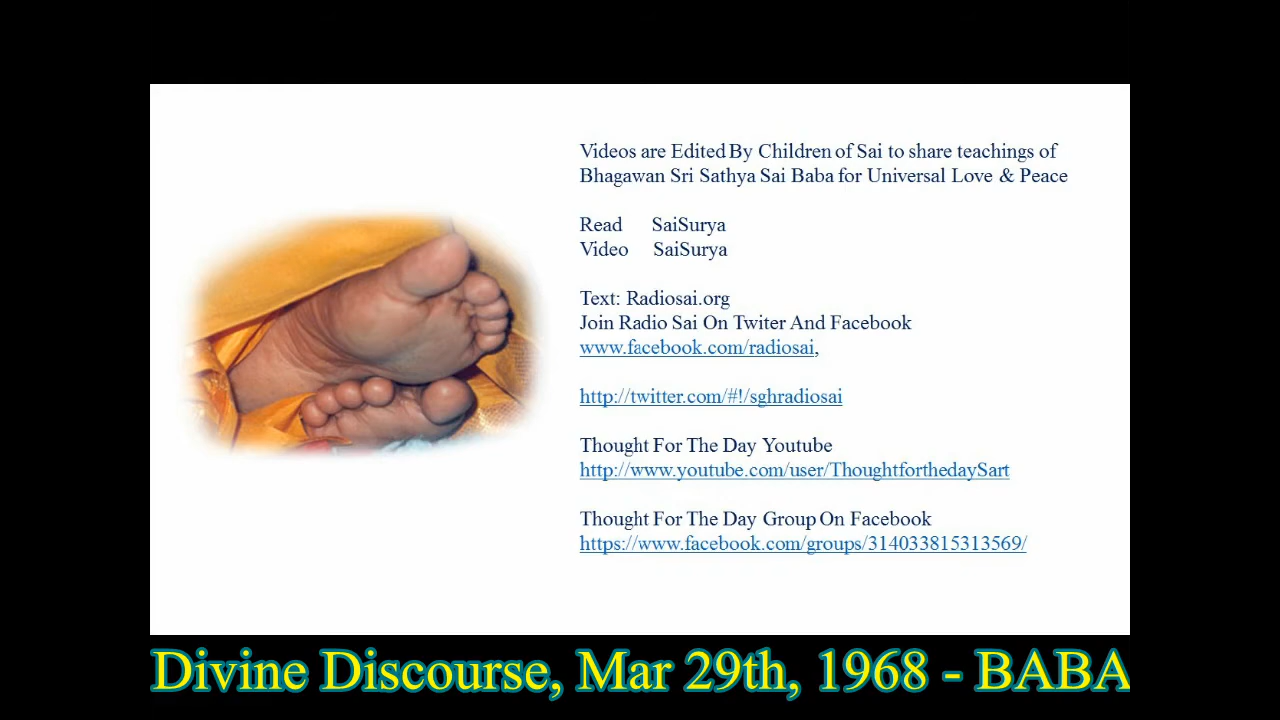 Videos are Edited By Children of Sai to share teachings of
Bhagawan Sri Sathya Sai Baba for Universal Love & Peace
Read SaiSurya
Video SaiSurya
Text: Radiosai.org
Join Radio Sai On Twiter And Facebook
www.facebook.com/radiosai,
http://twitter.com/#!/sghradiosai
Thought For The Day Youtube
http://www.youtube.com/user/ThoughtforthedaySart
Thought For The Day Group On Facebook
https://www.facebook.com/groups/314033815313569/
Divine Discourse, Mar 29th, 1968 - BABA